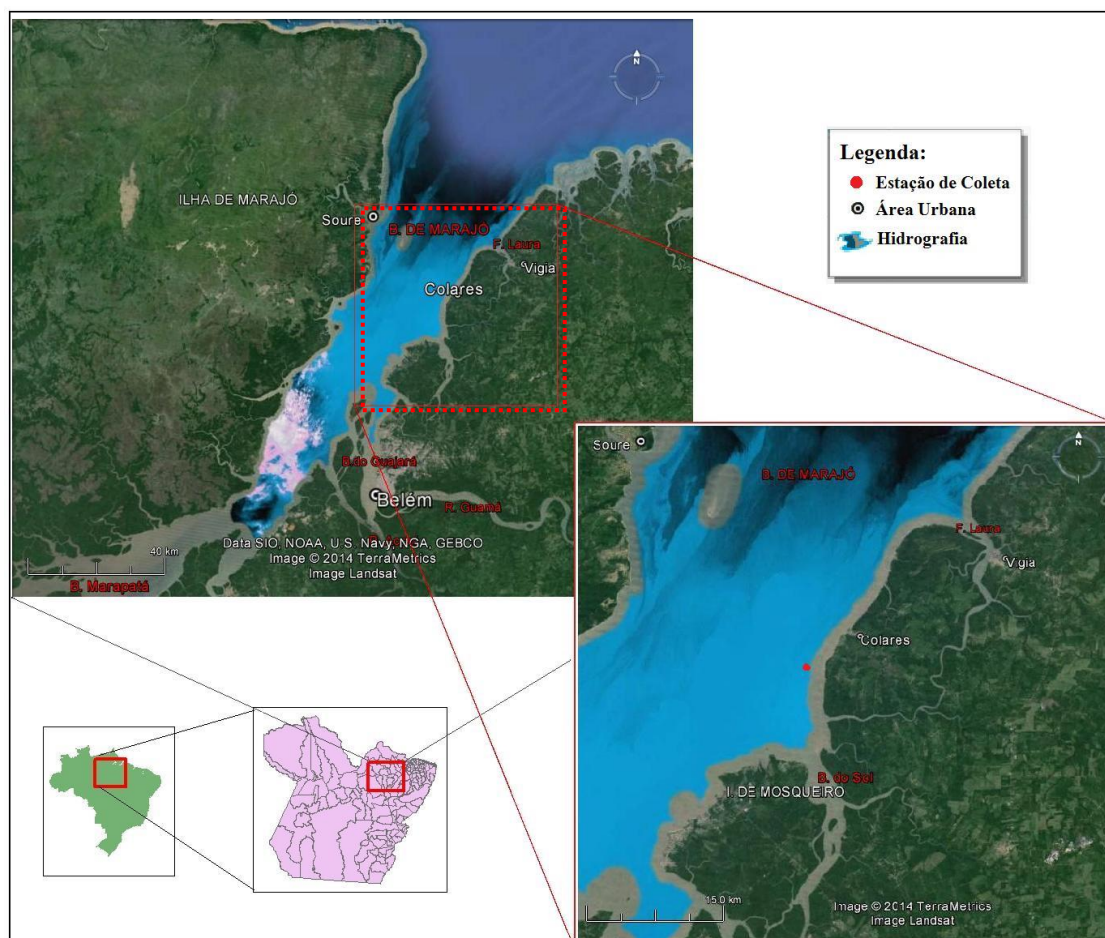 N
ILHA DE MARAJÓ
Soure
B. DE MARAJÓ
F. Laura
Vigia
Colares
B.do Guajará
Belém
R. Guamá
Data SIO, NOAA, U.S. Navy, NGA, GEBCO
Image © 2014 TerraMetrics
Image Landsat
40 km
B. Marapatá
Legenda:
Estação de Coleta
Área Urbana
Hidrografia
Soure
N
B. DE MARAJÓ
F. Laura
Vigia
Colares
B. do Sol
I. DE MOSQUEIRO
15.0 km
Image © 2014 TerraMetrics
Image Landsat